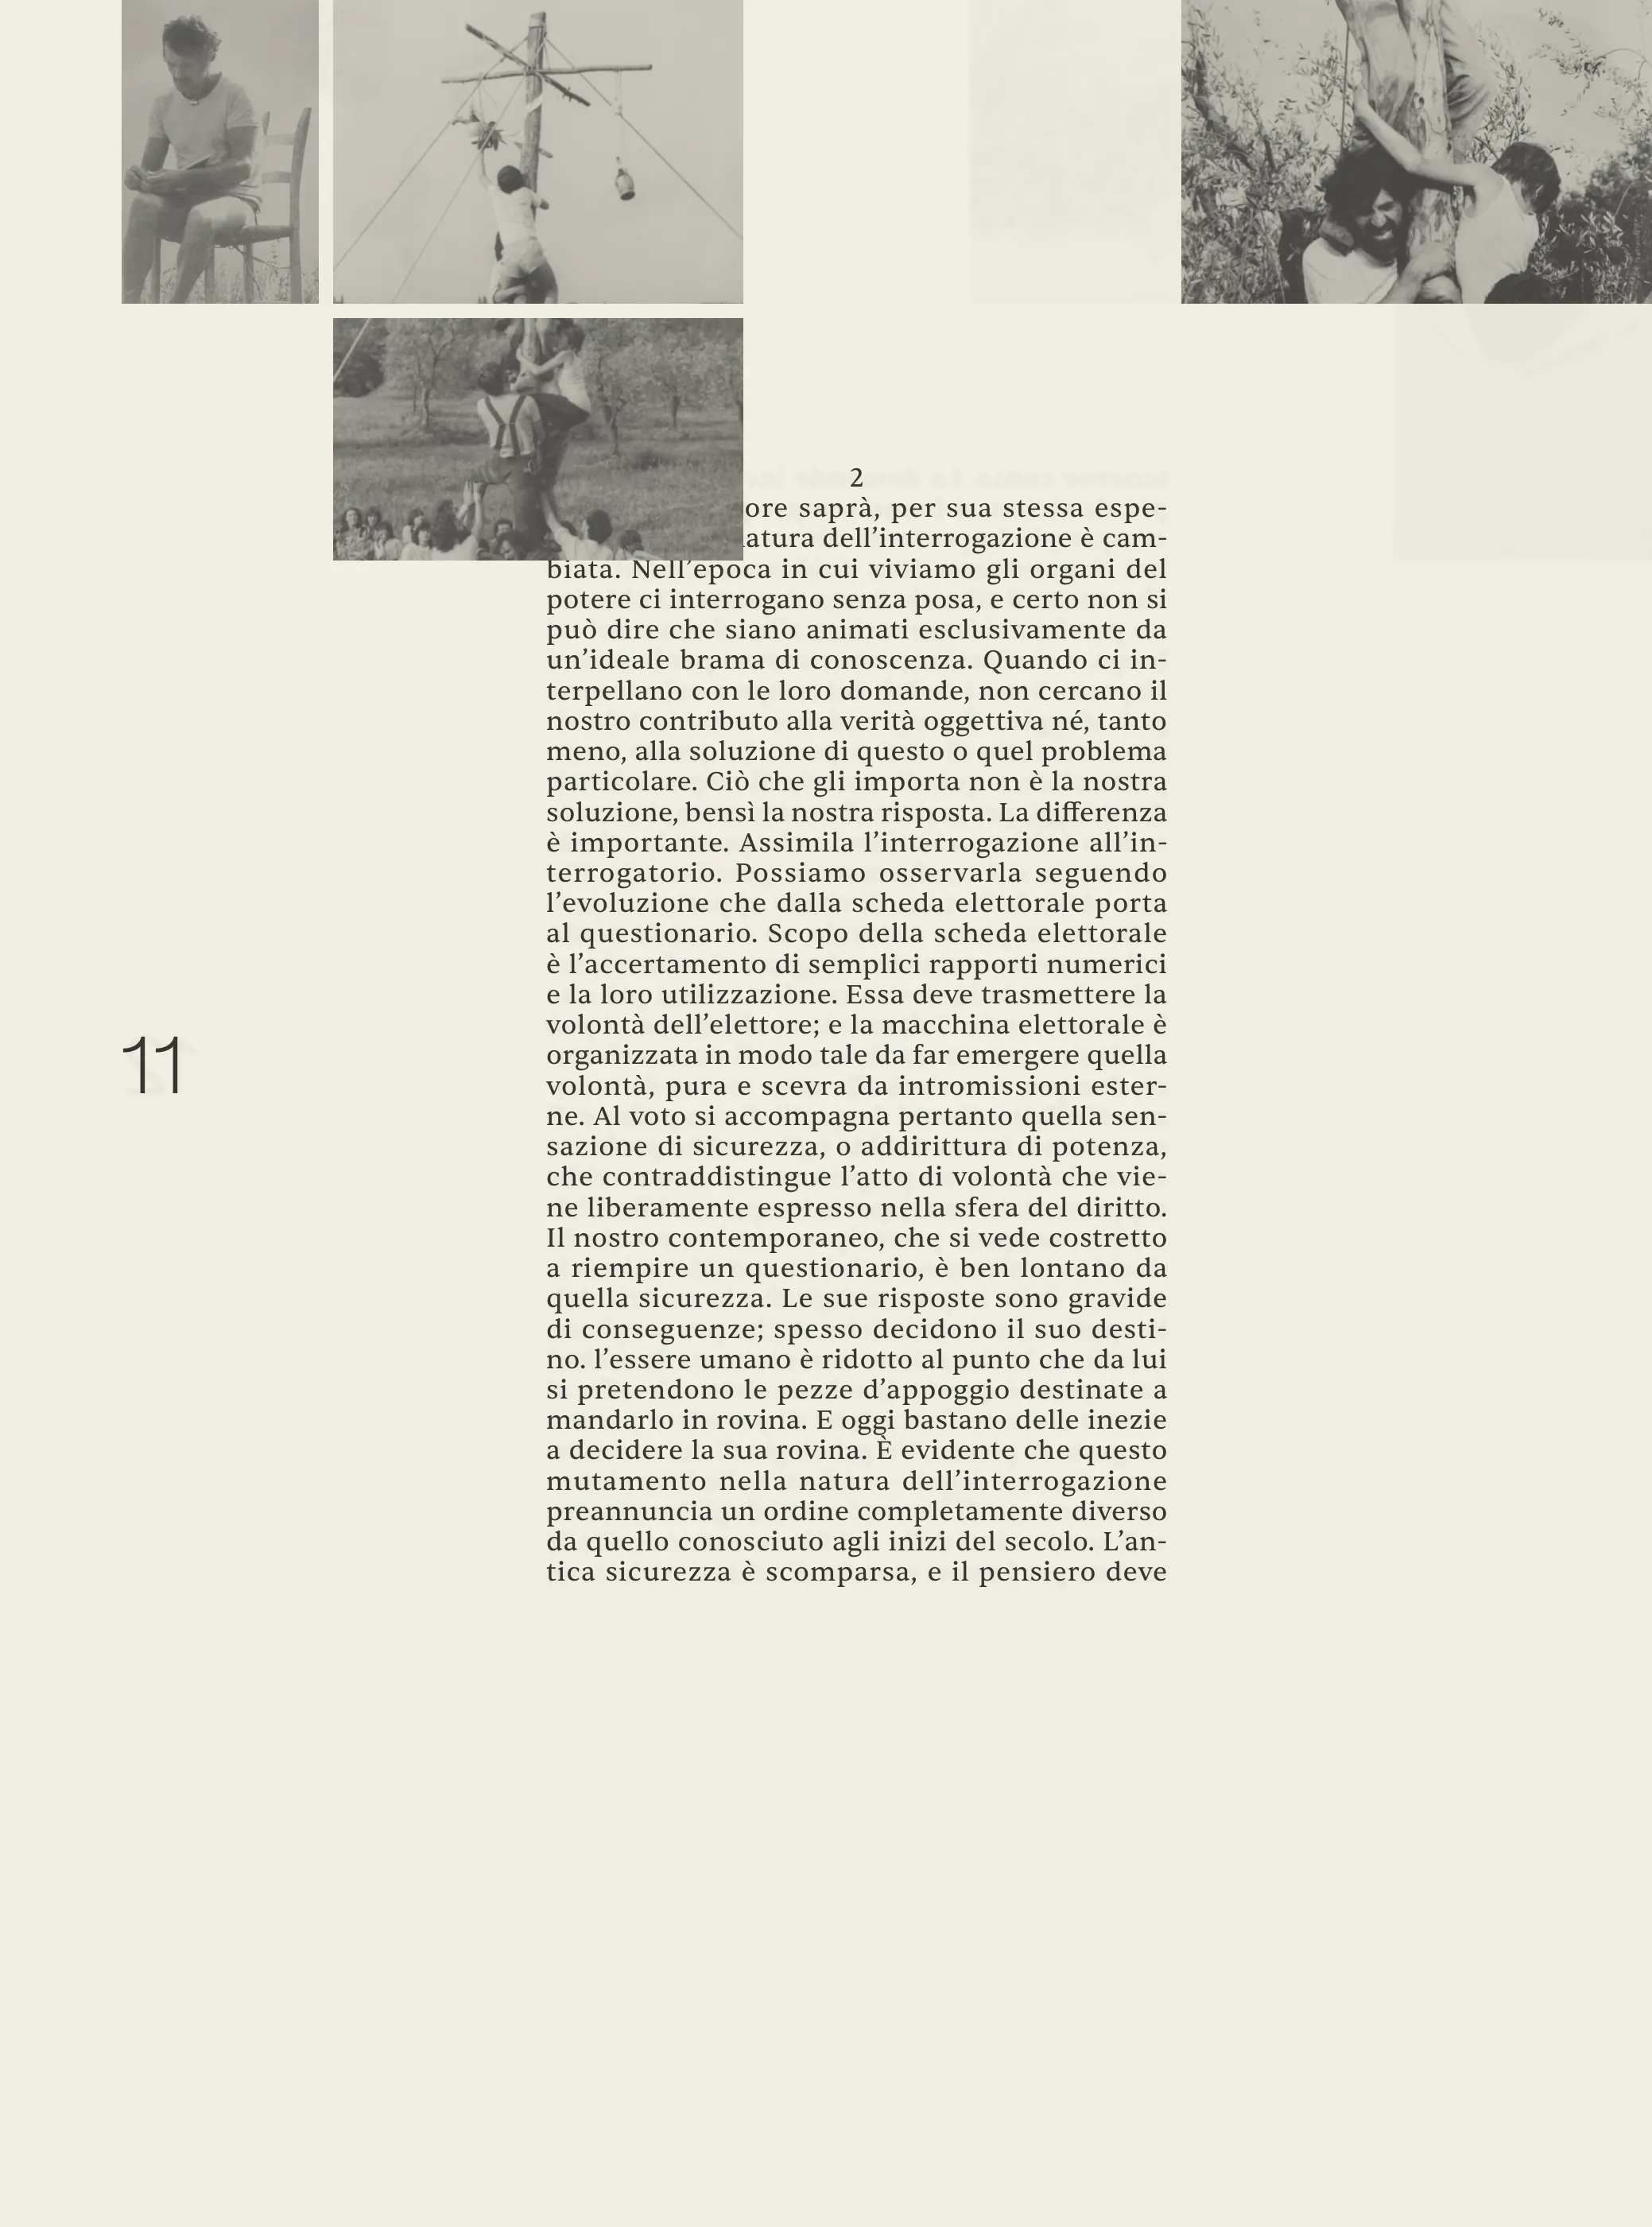 2
ore saprà, per sua stessa espe-
dell’interrogazione è cam-
biata. Nell’epoca in cui viviamo gli organi del
potere ci interrogano senza posa, e certo non si
può dire che siano animati esclusivamente da
un’ideale brama di conoscenza. Quando ci in-
terpellano con le loro domande, non cercano il
nostro contributo alla verità oggettiva né, tanto
meno, alla soluzione di questo o quel problema
particolare. Ciò che gli importa non è la nostra
soluzione, bensì la nostra risposta. La differenza
è importante. Assimila l’interrogazione all’in-
terrogatorio. Possiamo osservarla seguendo
l’evoluzione che dalla scheda elettorale porta
al questionario. Scopo della scheda elettorale
è l’accertamento di semplici rapporti numerici
e la loro utilizzazione. Essa deve trasmettere la
volontà dell’elettore; e la macchina elettorale è
organizzata in modo tale da far emergere quella
volontà, pura e scevra da intromissioni ester-
ne. Al voto si accompagna pertanto quella sen-
sazione di sicurezza, o addirittura di potenza,
che contraddistingue l’atto di volontà che vie-
ne liberamente espresso nella sfera del diritto.
Il nostro contemporaneo, che si vede costretto
a riempire un questionario, è ben lontano da
quella sicurezza. Le sue risposte sono gravide
di conseguenze; spesso decidono il suo desti-
no. l’essere umano è ridotto al punto che da lui
si pretendono le pezze d’appoggio destinate a
mandarlo in rovina. E oggi bastano delle inezie
a decidere la sua rovina. È evidente che questo
mutamento nella natura dell’interrogazione
preannuncia un ordine completamente diverso
da quello conosciuto agli inizi del secolo. L’an-
tica sicurezza è scomparsa, e il pensiero deve
11